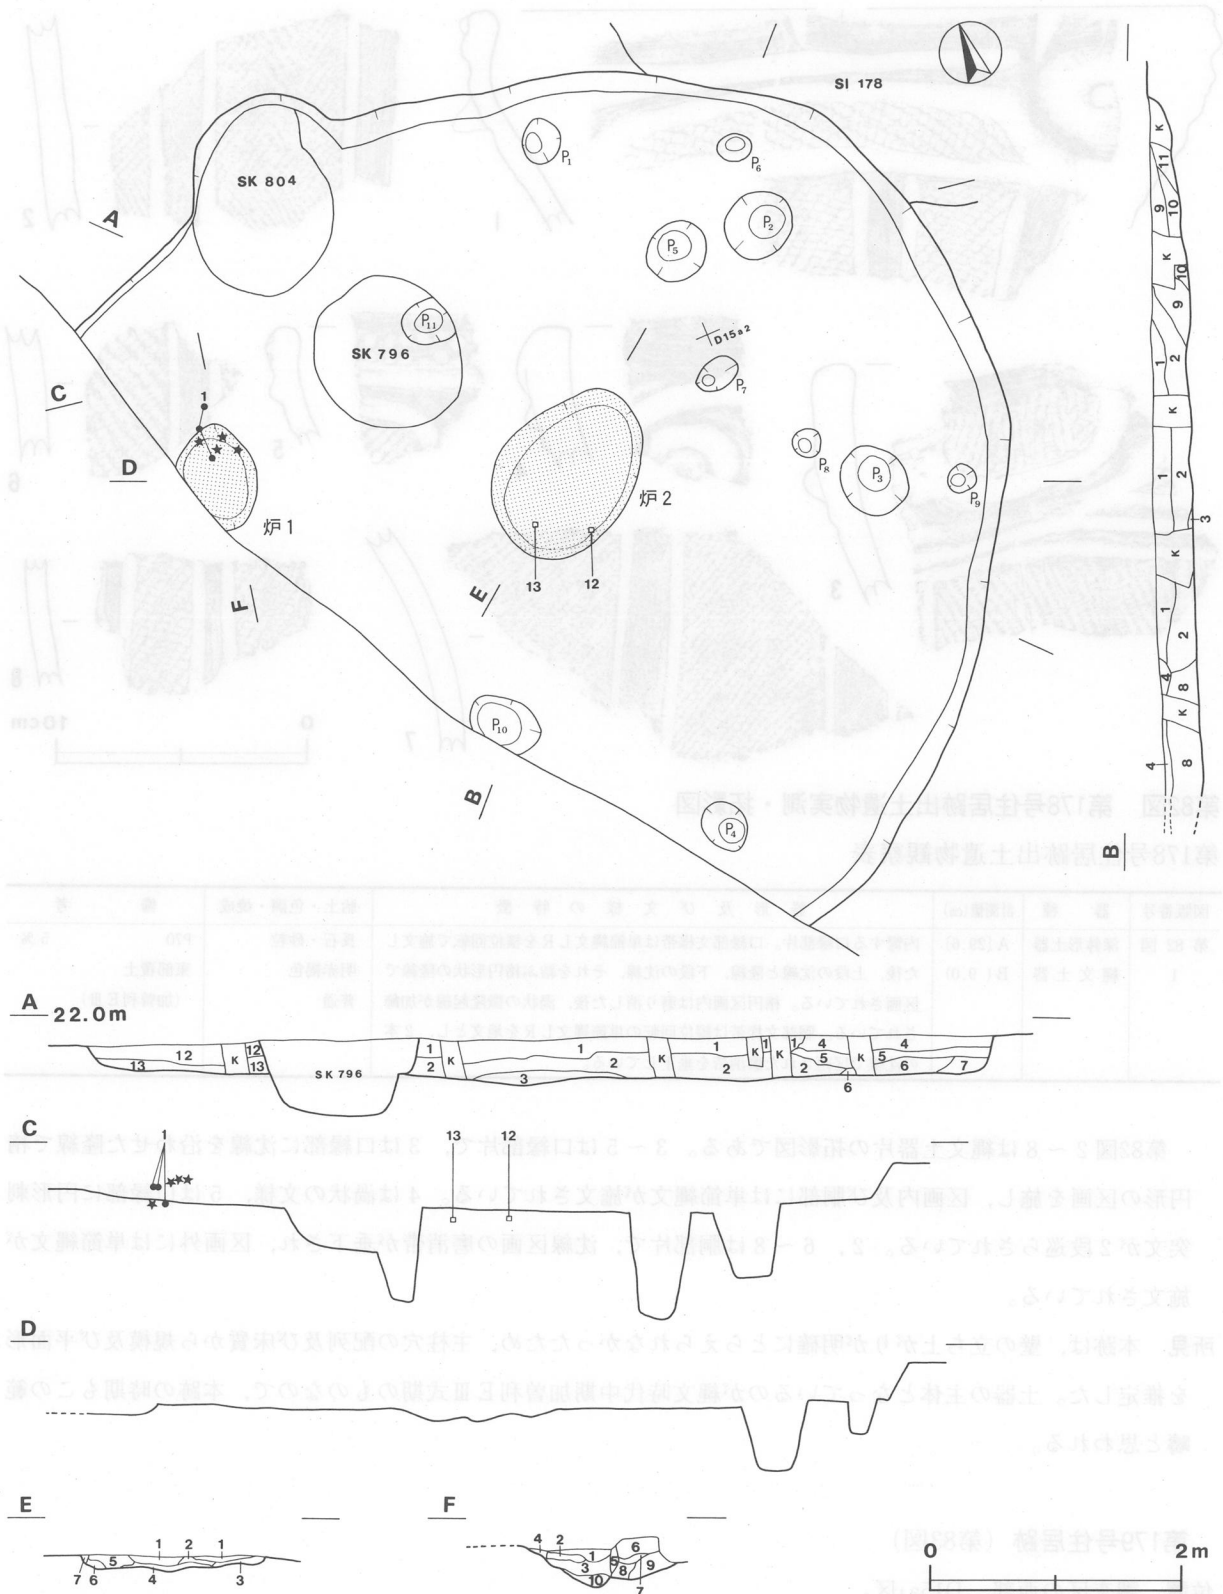 SI 178
SK 804
P1
P6
A
P5
P2
P11
SK 796
D15a2
P7
C
1
P8
P3
P9
D
炉1
炉2
13
12
E
F
P10
B
P4
K
11
9
10
K
10
9
1
2
K
1
2
3
K
1
2
4
8
K
4
8
B
A 22.0m
12 13 K 12 13 SK 796 1 2 K 1 2 3 K 1 2 K 1 K 1 2 4 5 6 K 4 5 6 7
C
1 13 12
D
E
F
1 2 1
7 6 5 4 3
4 2 1 3 10 5 8 6 9 7
0 2m